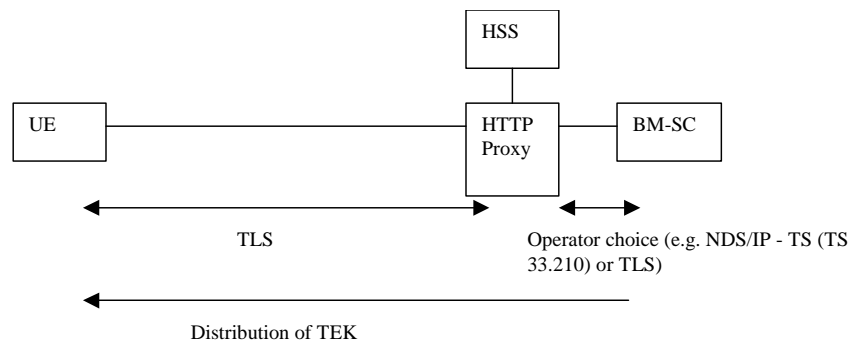 HSS
UE
HTTP
Proxy
BM-SC
TLS
Operator choice (e.g. NDS/IP - TS (TS
33.210) or TLS)
Distribution of TEK